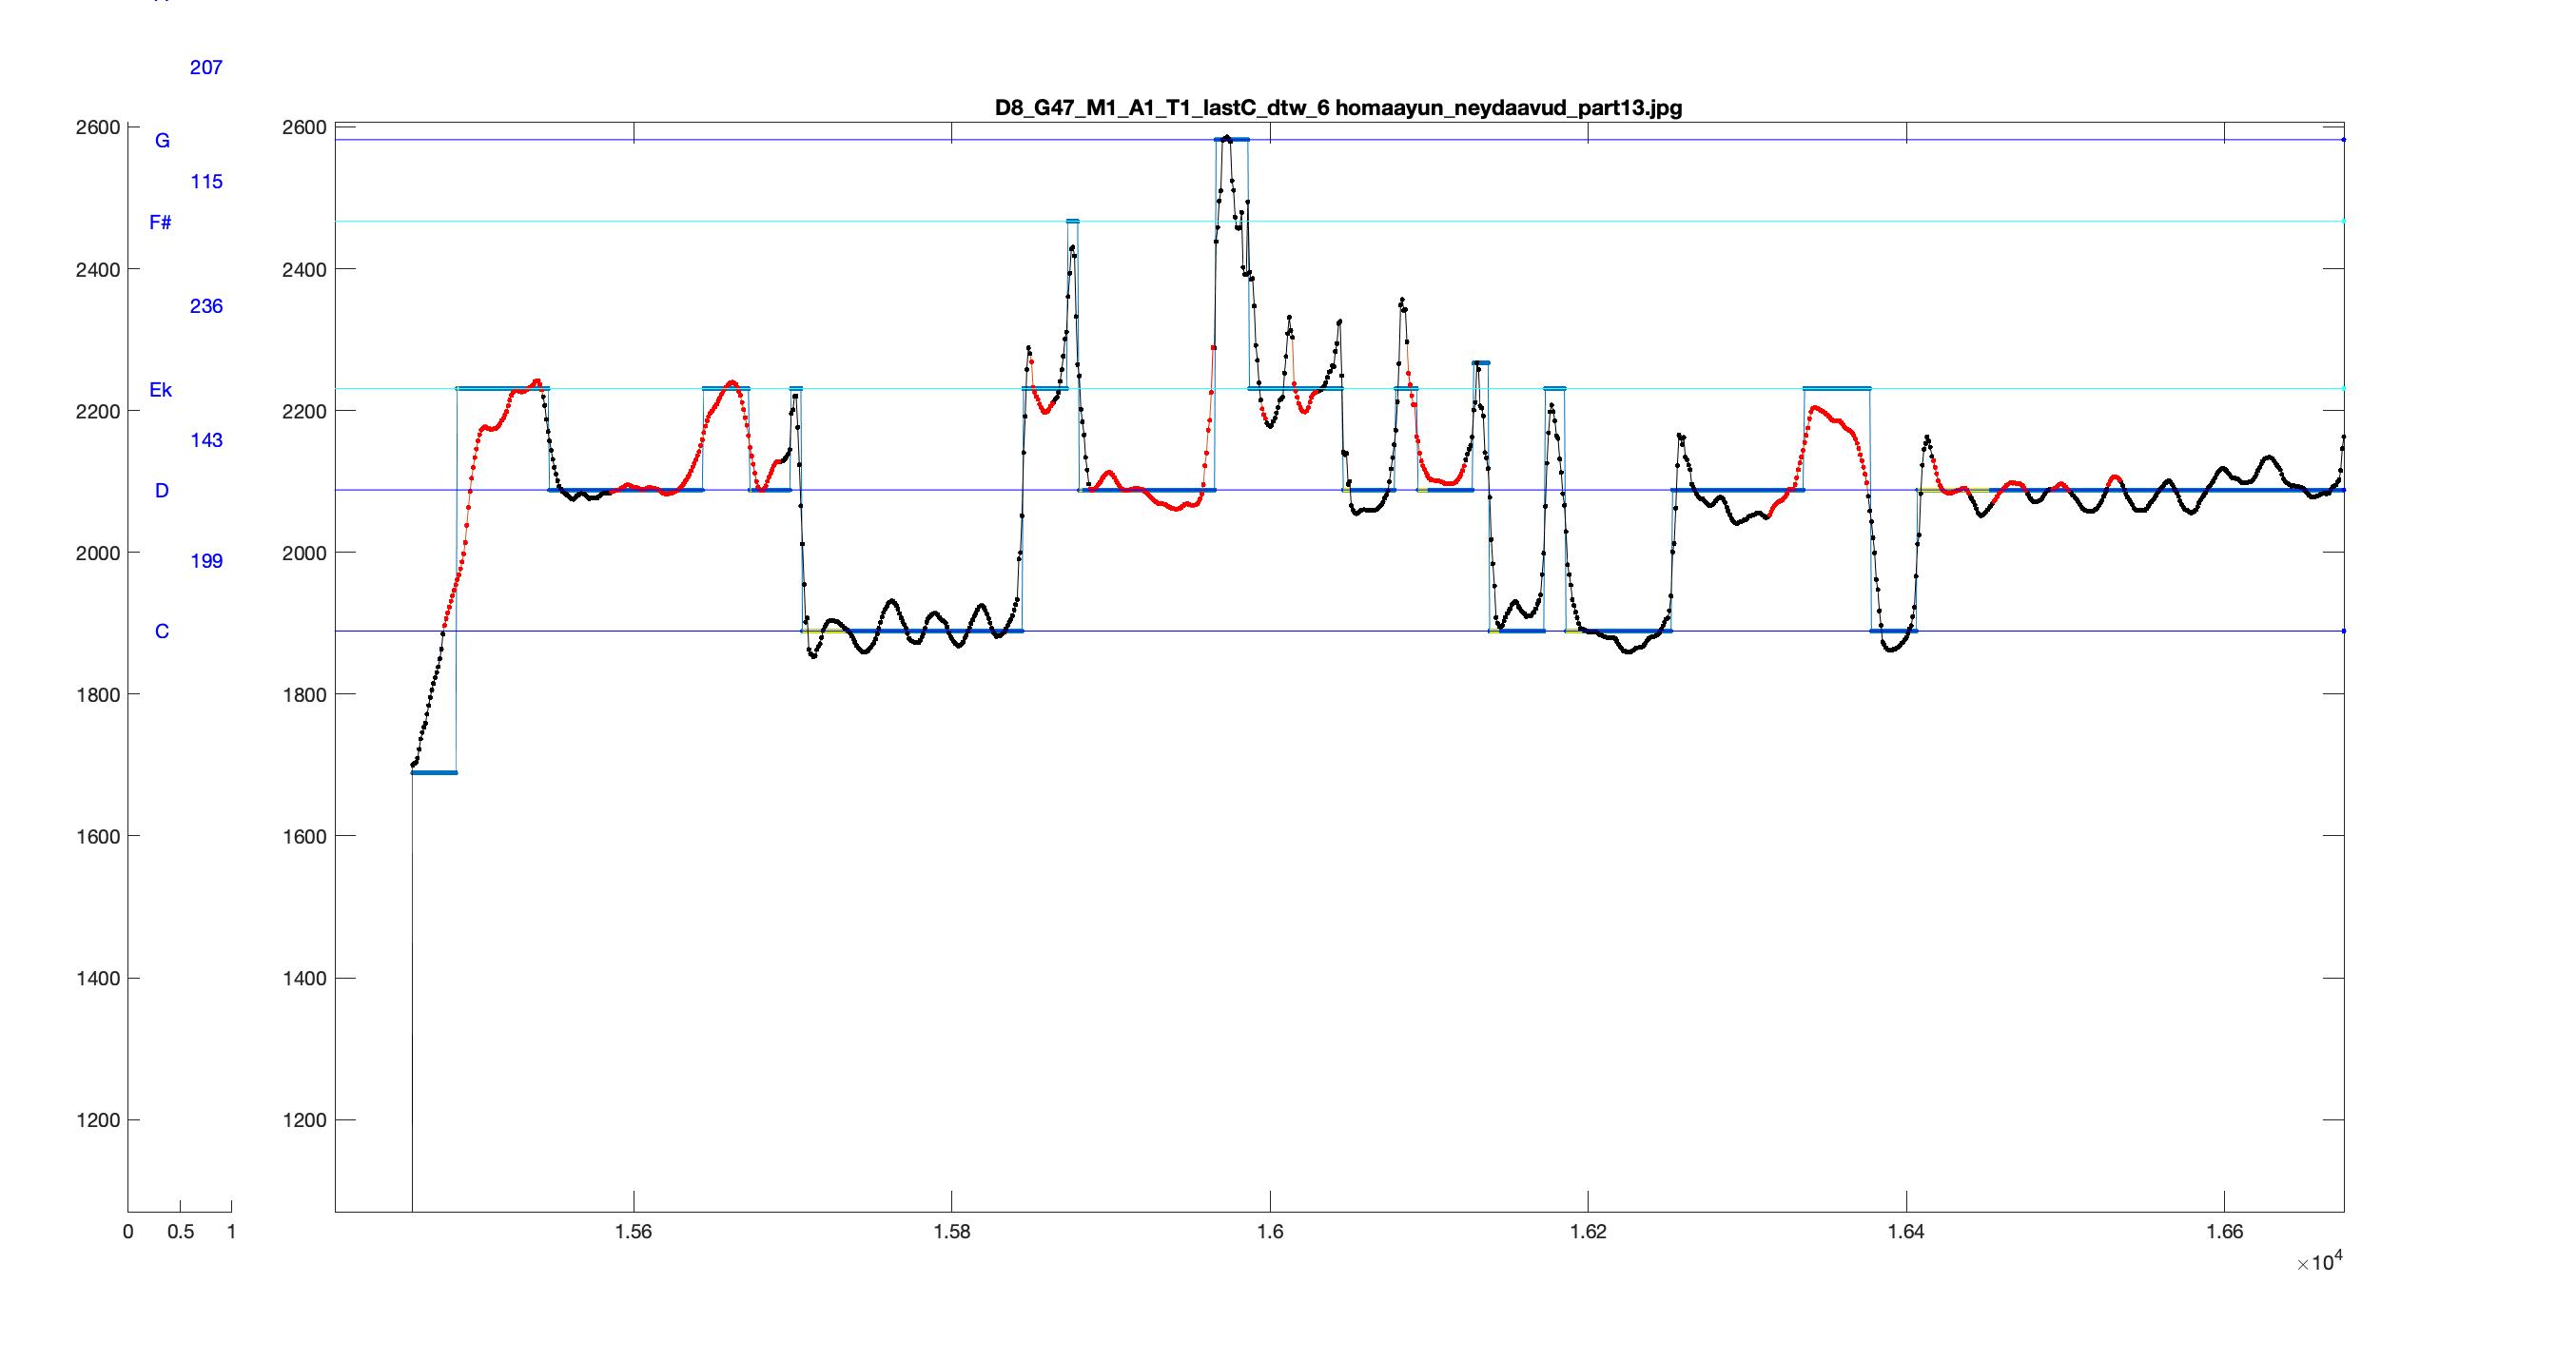 207
D8_G47_M1_A1_T1_lastC_dtw_6 homaayun_neydaavud_part13.jpg
2600 G 2600
115
F#
2400 2400
236
Ek
2200 2200
143
D
2000 2000
199
C
1800 1800
1600 1600
1400 1400
1200 1200
0 0.5 1 1.56 1.58 1.6 1.62 1.64 1.66
×10⁴